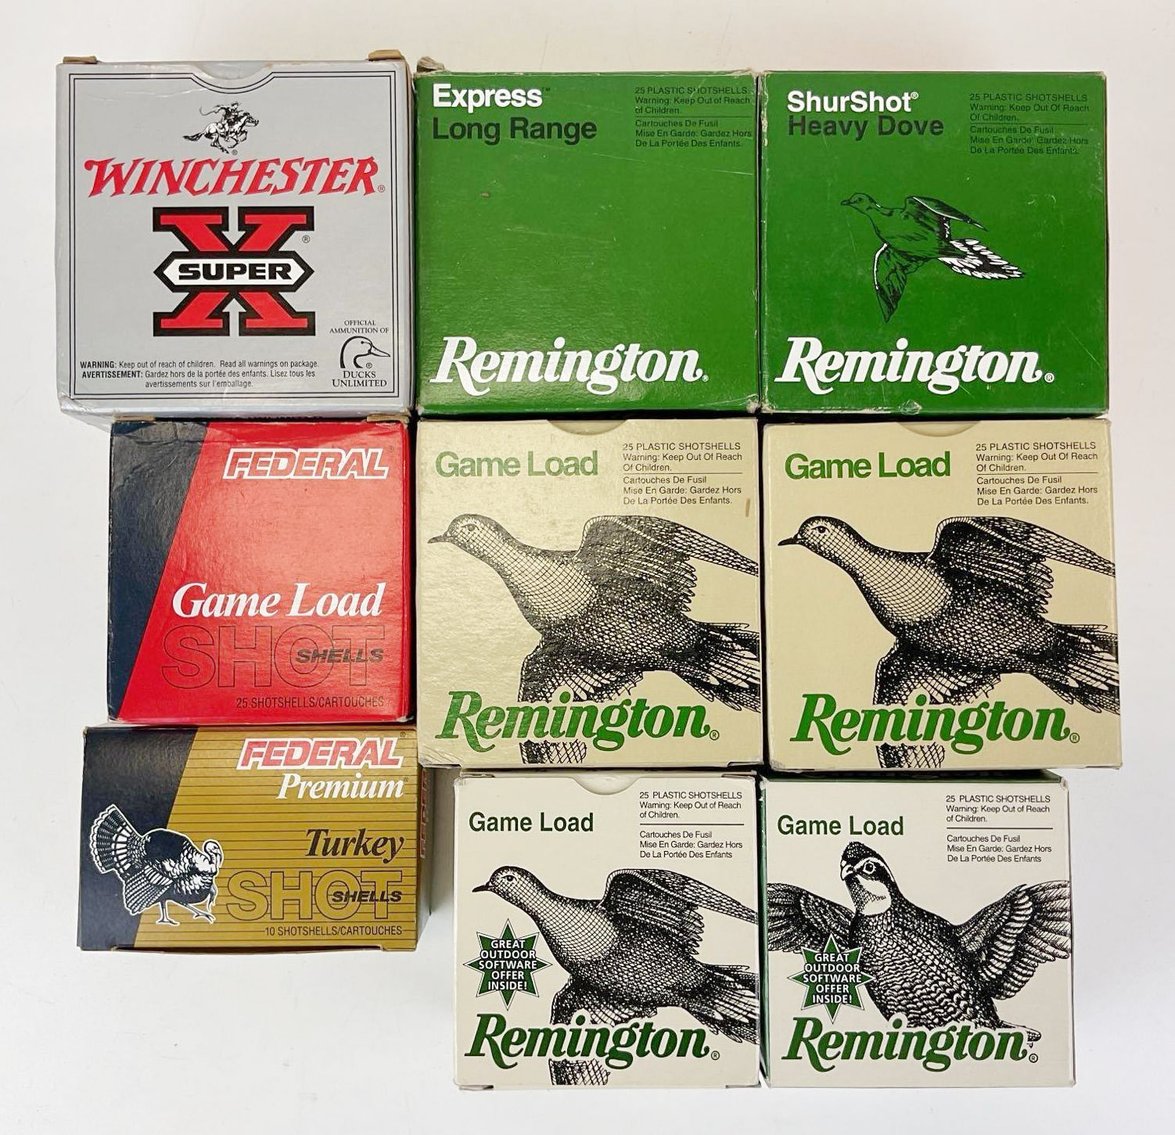 WINCHESTER®
X
SUPER
®
OFFICIAL
AMMUNITION OF
®
DUCKS
UNLIMITED
WARNING: Keep out of reach of children. Read all warnings on package.
AVERTISSEMENT: Gardez hors de la portée des enfants. Lisez tous les
avertissements sur l'emballage.
Express™
Long Range
25 PLASTIC SHOTSHELLS
Warning: Keep Out of Reach
of Children.
Cartouches De Fusil
Mise En Garde: Gardez Hors
De La Portée Des Enfants.
Remington®
ShurShot®
Heavy Dove
25 PLASTIC SHOTSHELLS
Warning: Keep Out Of Reach
Of Children.
Cartouches De Fusil
Mise En Garde: Gardez Hors
De La Portée Des Enfants.
Remington®
FEDERAL
Game Load
SHOT
SHELLS
25 SHOTSHELLS/CARTOUCHES
Game Load
25 PLASTIC SHOTSHELLS
Warning: Keep Out Of Reach
Of Children.
Cartouches De Fusil
Mise En Garde: Gardez Hors
De La Portée Des Enfants.
Remington®
Game Load
25 PLASTIC SHOTSHELLS
Warning: Keep Out Of Reach
Of Children.
Cartouches De Fusil
Mise En Garde: Gardez Hors
De La Portée Des Enfants.
Remington®
FEDERAL®
Premium®
Turkey
SHOT
SHELLS
10 SHOTSHELLS/CARTOUCHES
Game Load
25 PLASTIC SHOTSHELLS
Warning: Keep Out of Reach
of Children.
Cartouches De Fusil
Mise En Garde: Gardez Hors
De La Portée Des Enfants
GREAT
OUTDOOR
SOFTWARE
OFFER
INSIDE!
Remington®
Game Load
25 PLASTIC SHOTSHELLS
Warning: Keep Out of Reach
of Children.
Cartouches De Fusil
Mise En Garde: Gardez Hors
De La Portée Des Enfants
GREAT
OUTDOOR
SOFTWARE
OFFER
INSIDE!
Remington®